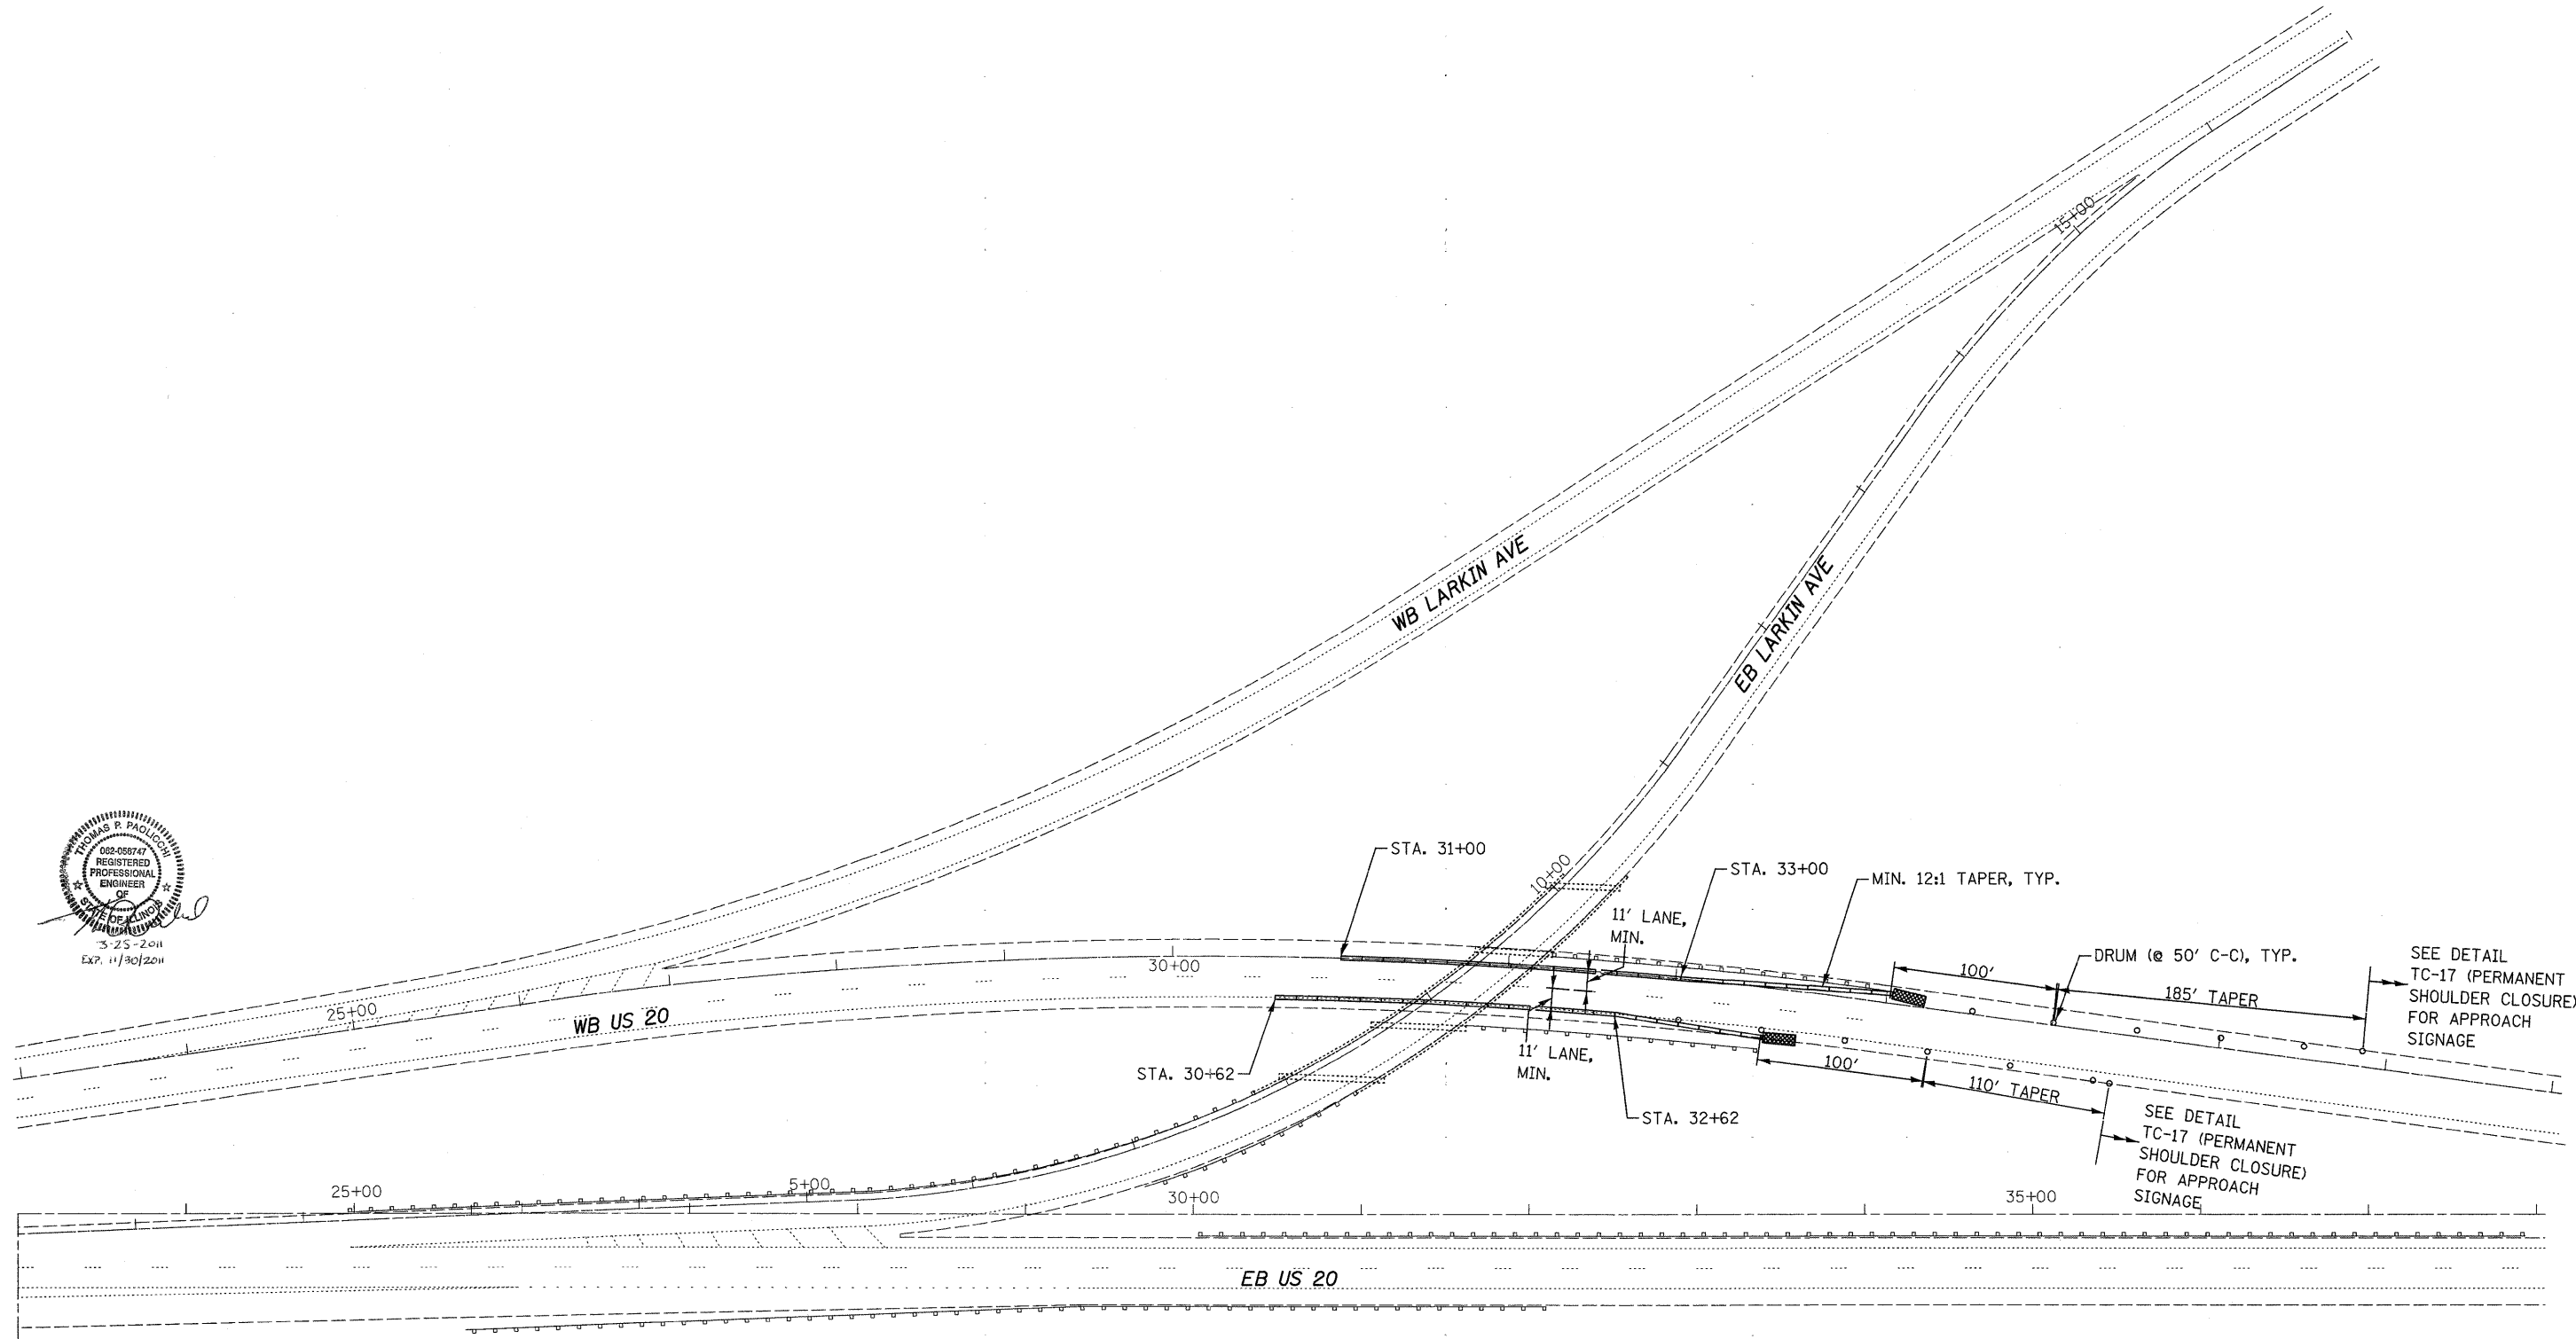 15+00
WB LARKIN AVE
EB LARKIN AVE
THOMAS P. PAOLICCHI
062-058747
REGISTERED
PROFESSIONAL
ENGINEER
OF
STATE OF ILLINOIS
3-25-2011
EXP. 11/30/2011
10+00
STA. 31+00
STA. 33+00
MIN. 12:1 TAPER, TYP.
11' LANE,
MIN.
30+00
25+00
WB US 20
100'
DRUM (@ 50' C-C), TYP.
185' TAPER
SEE DETAIL
TC-17 (PERMANENT
SHOULDER CLOSURE)
FOR APPROACH
SIGNAGE
STA. 30+62
11' LANE,
MIN.
100'
110' TAPER
STA. 32+62
SEE DETAIL
TC-17 (PERMANENT
SHOULDER CLOSURE)
FOR APPROACH
SIGNAGE
25+00
5+00
30+00
35+00
EB US 20